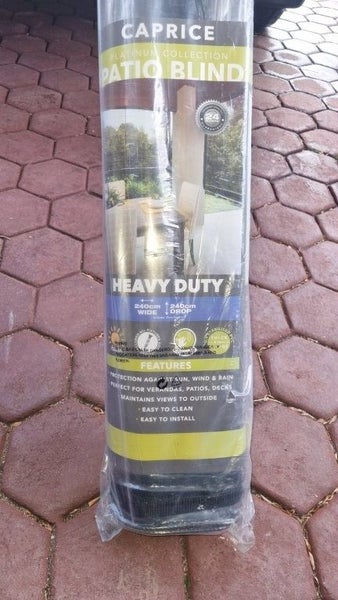 CAPRICE
PLATINUM COLLECTION
PATIO BLIND
24
HEAVY DUTY
240cm WIDE
240cm DROP
FEATURES
PROTECTION AGAINST SUN, WIND & RAIN
PERFECT FOR VERANDAS, PATIOS, DECKS
MAINTAINS VIEWS TO OUTSIDE
- EASY TO CLEAN
- EASY TO INSTALL